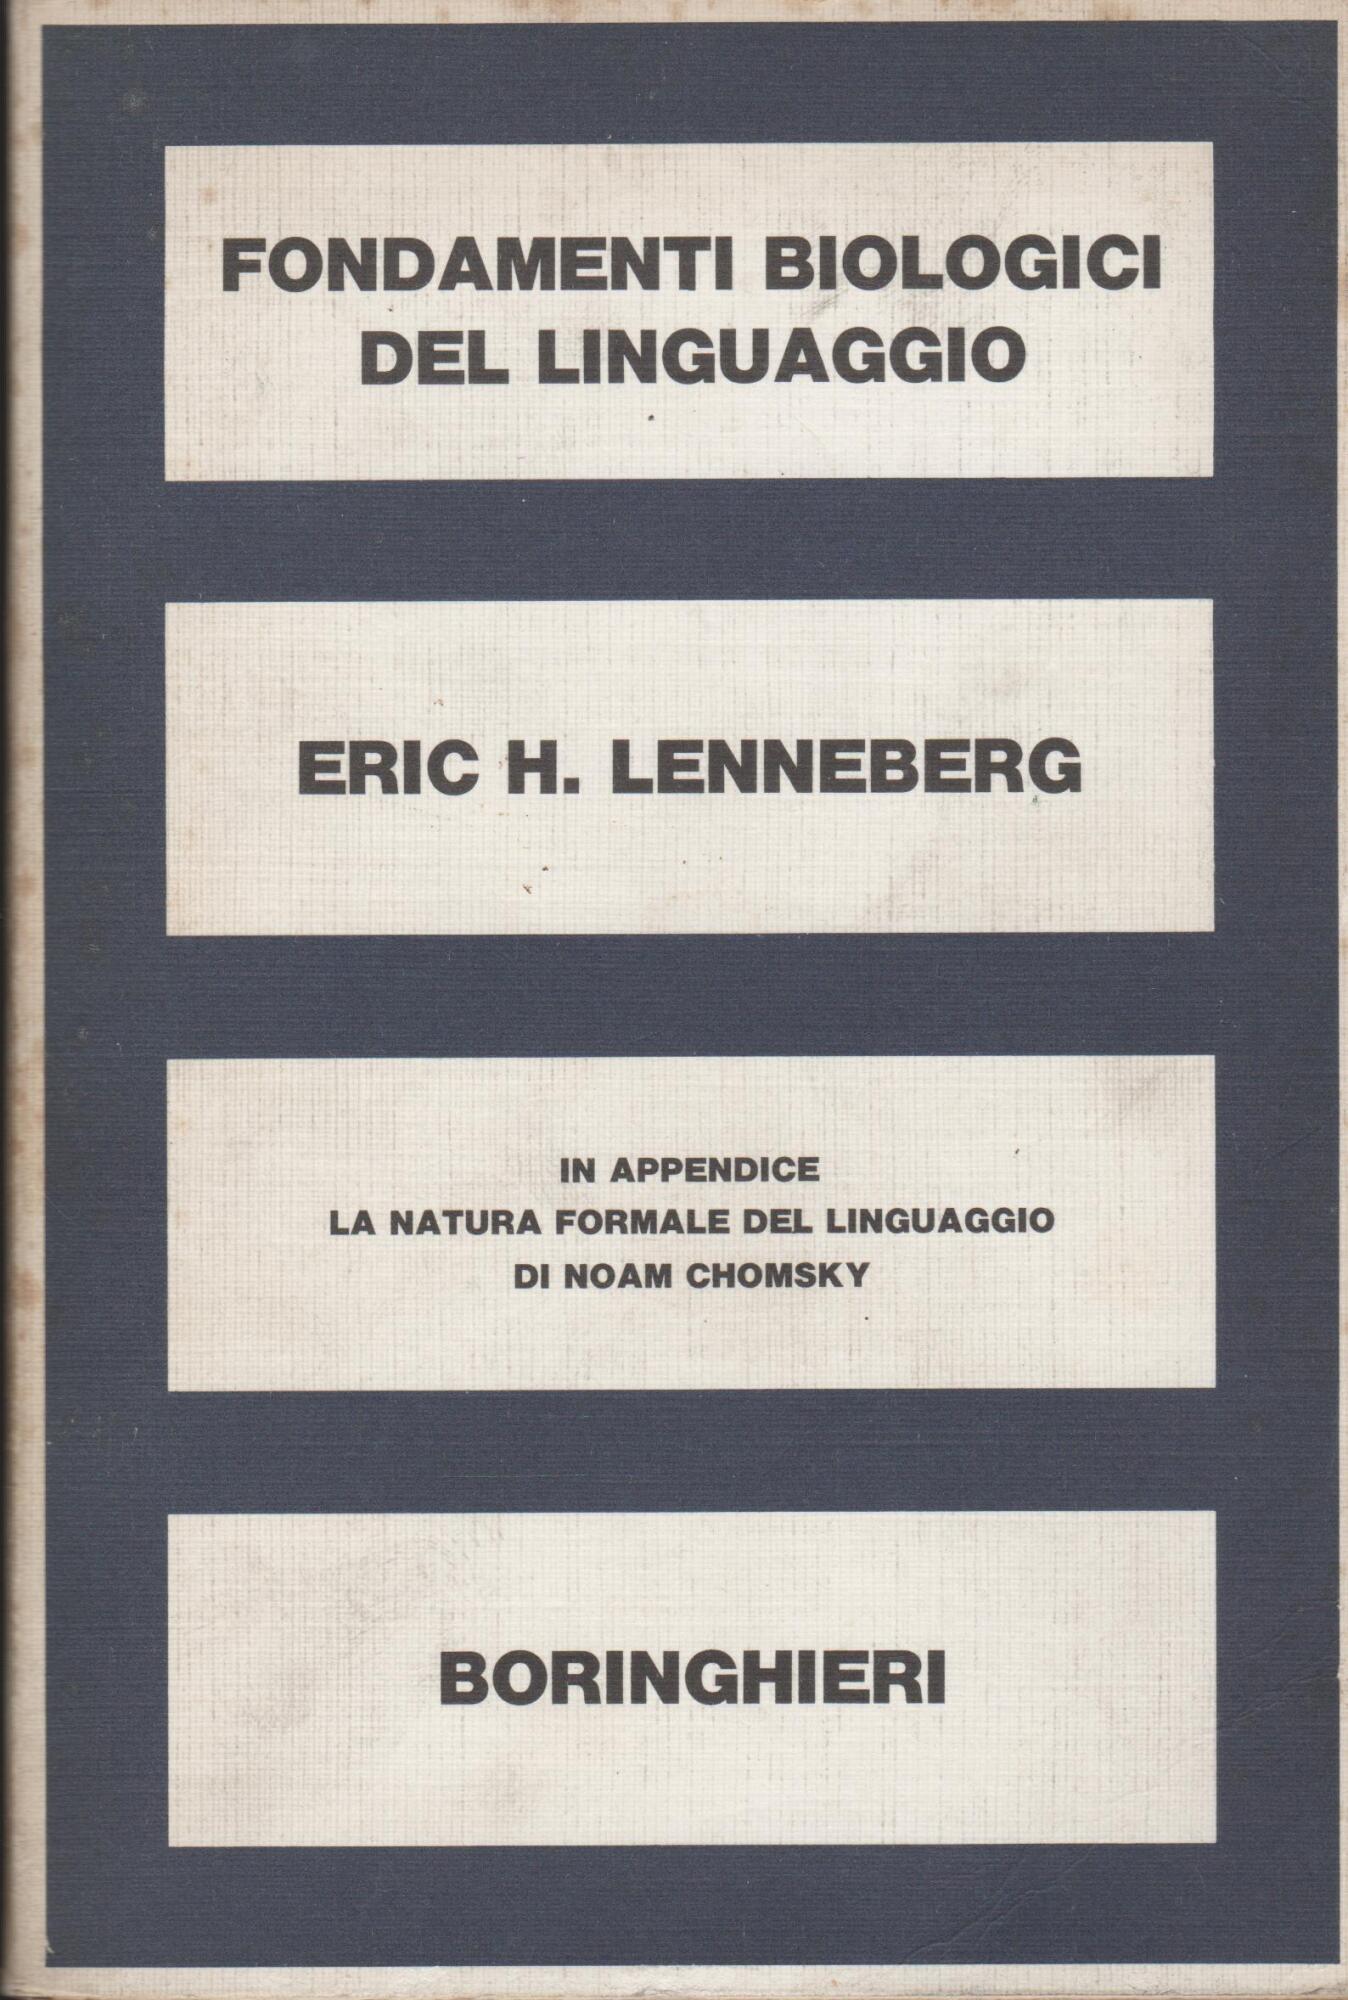 FONDAMENTI BIOLOGICI
DEL LINGUAGGIO
ERIC H. LENNEBERG
IN APPENDICE
LA NATURA FORMALE DEL LINGUAGGIO
DI NOAM CHOMSKY
BORINGHIERI